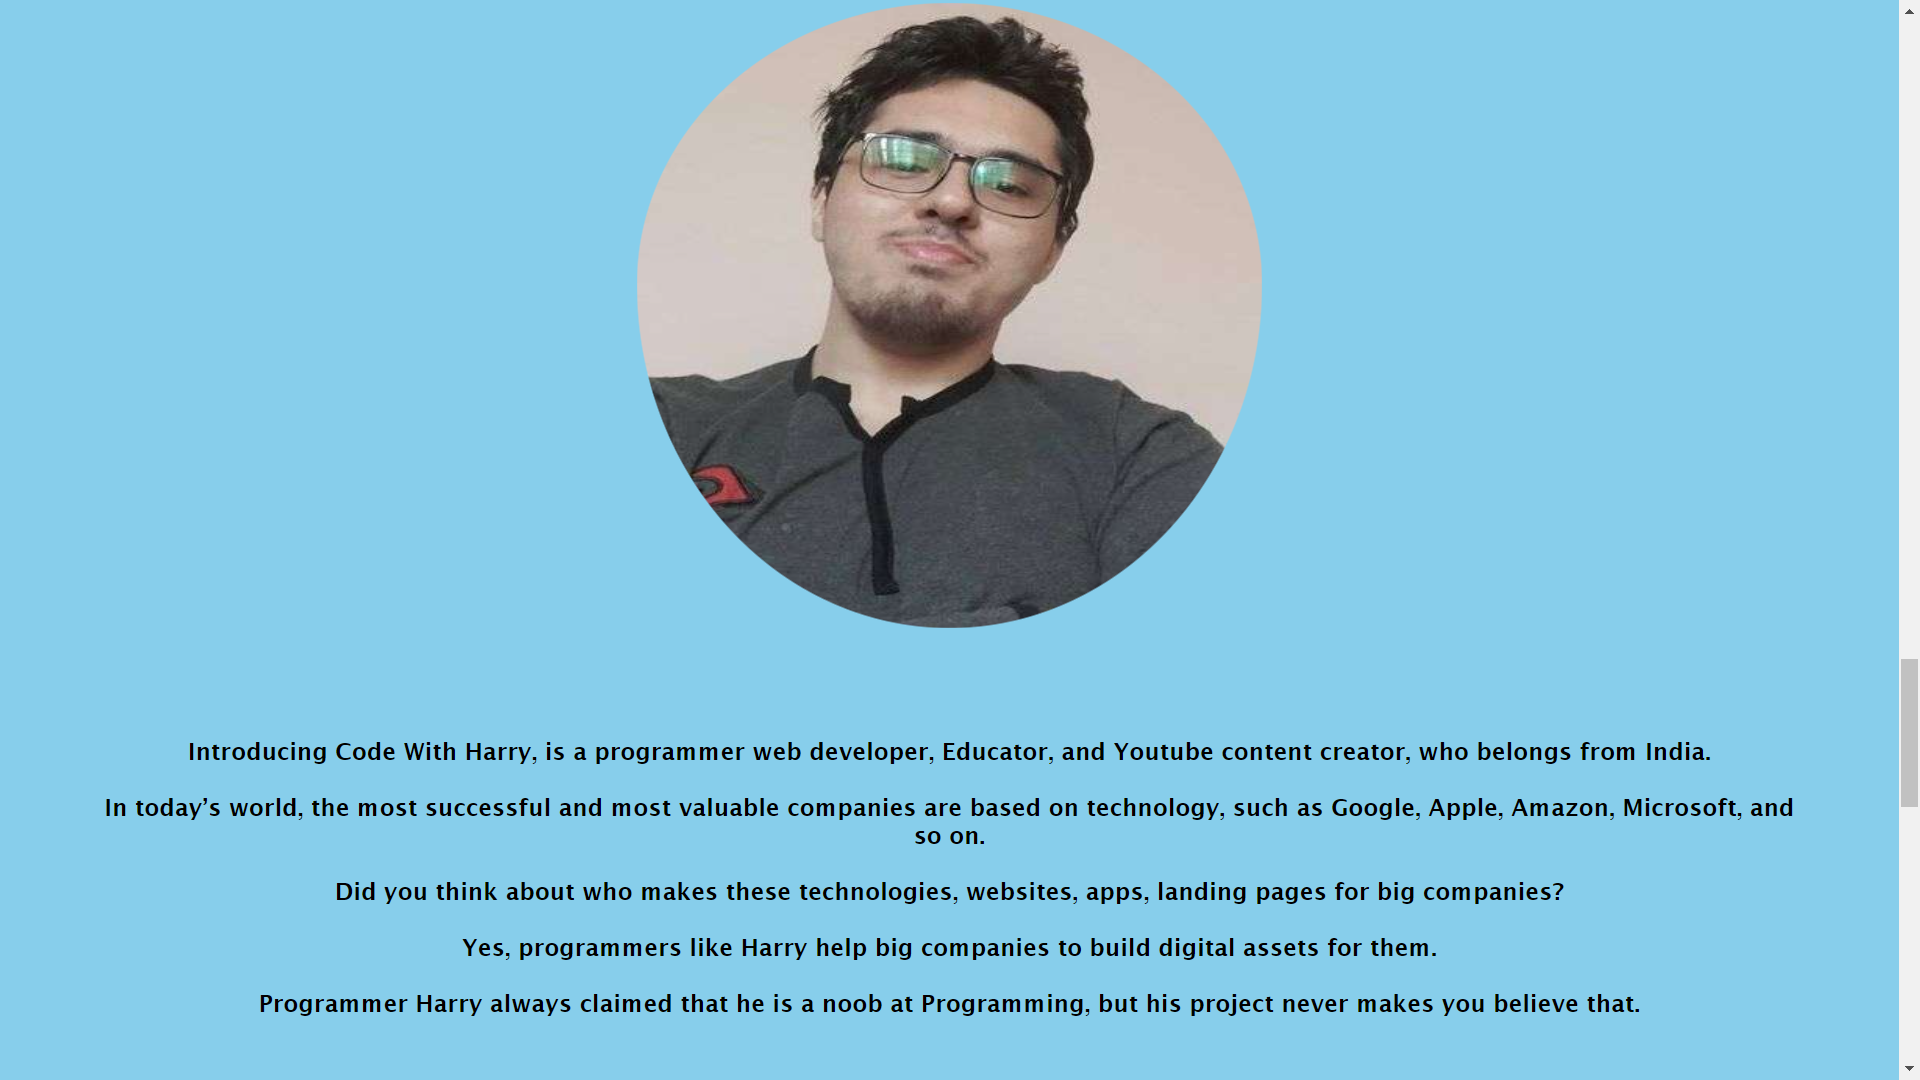 Introducing Code With Harry, is a programmer web developer, Educator, and Youtube content creator, who belongs from India.
In today’s world, the most successful and most valuable companies are based on technology, such as Google, Apple, Amazon, Microsoft, and
so on.
Did you think about who makes these technologies, websites, apps, landing pages for big companies?
Yes, programmers like Harry help big companies to build digital assets for them.
Programmer Harry always claimed that he is a noob at Programming, but his project never makes you believe that.